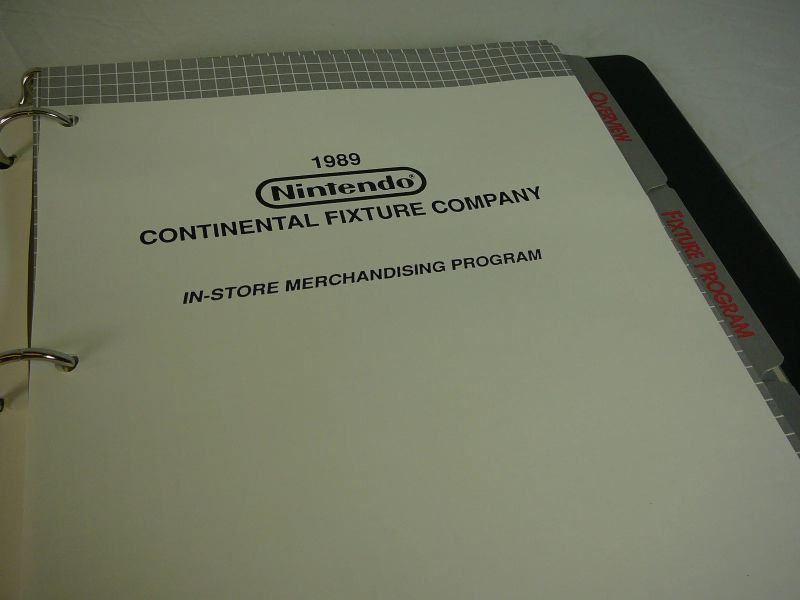 1989
Nintendo®
CONTINENTAL FIXTURE COMPANY
IN-STORE MERCHANDISING PROGRAM
OVERVIEW
FIXTURE PROGRAM